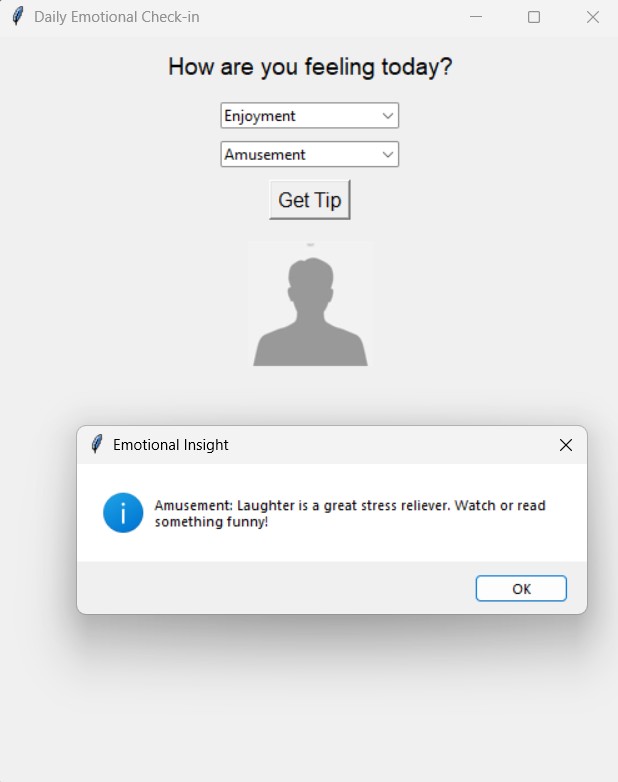 Daily Emotional Check-in
How are you feeling today?
Enjoyment
Amusement
Get Tip
Emotional Insight
Amusement: Laughter is a great stress reliever. Watch or read
something funny!
OK